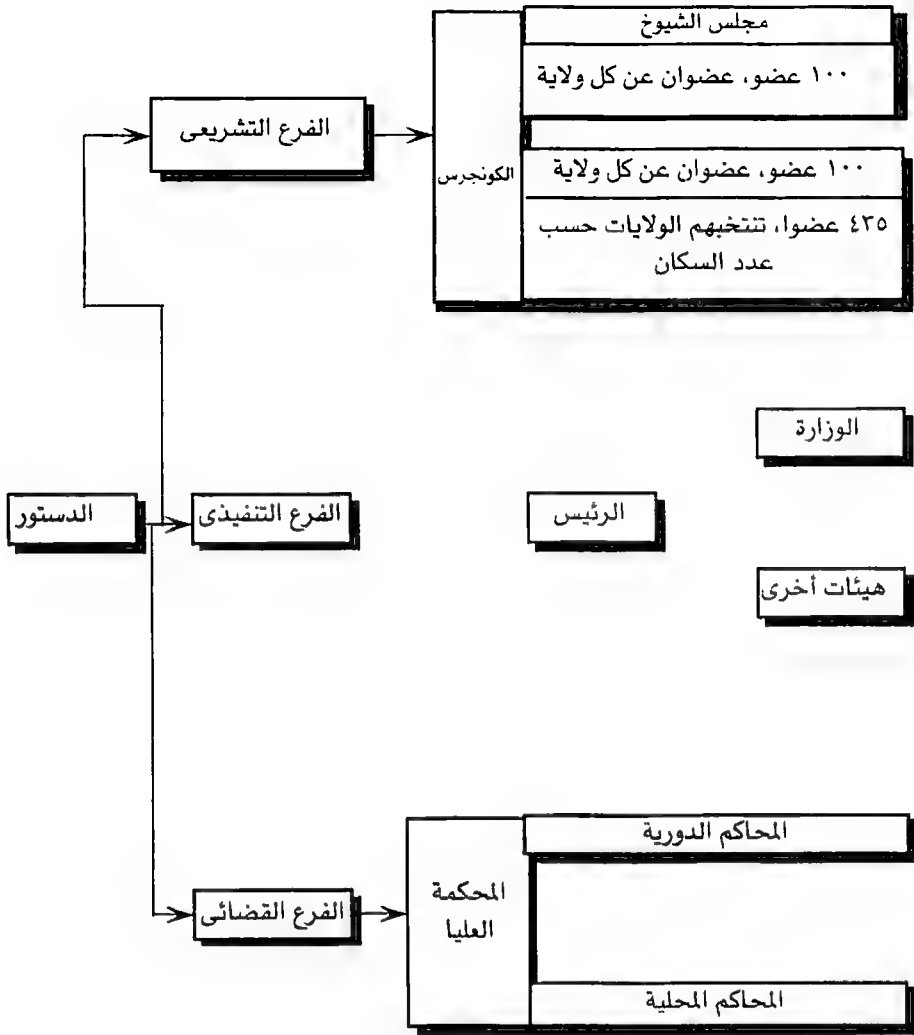 مجلس الشيوخ
١٠٠ عضو، عضوان عن كل ولاية
الفرع التشريعى
الكونجرس
١٠٠ عضو، عضوان عن كل ولاية
٤٣٥ عضوا، تنتخبهم الولايات حسب
عدد السكان
الوزارة
الدستور
الفرع التنفيذى
الرئيس
هيئات أخرى
المحاكم الدورية
المحكمة
العليا
الفرع القضائى
المحاكم المحلية